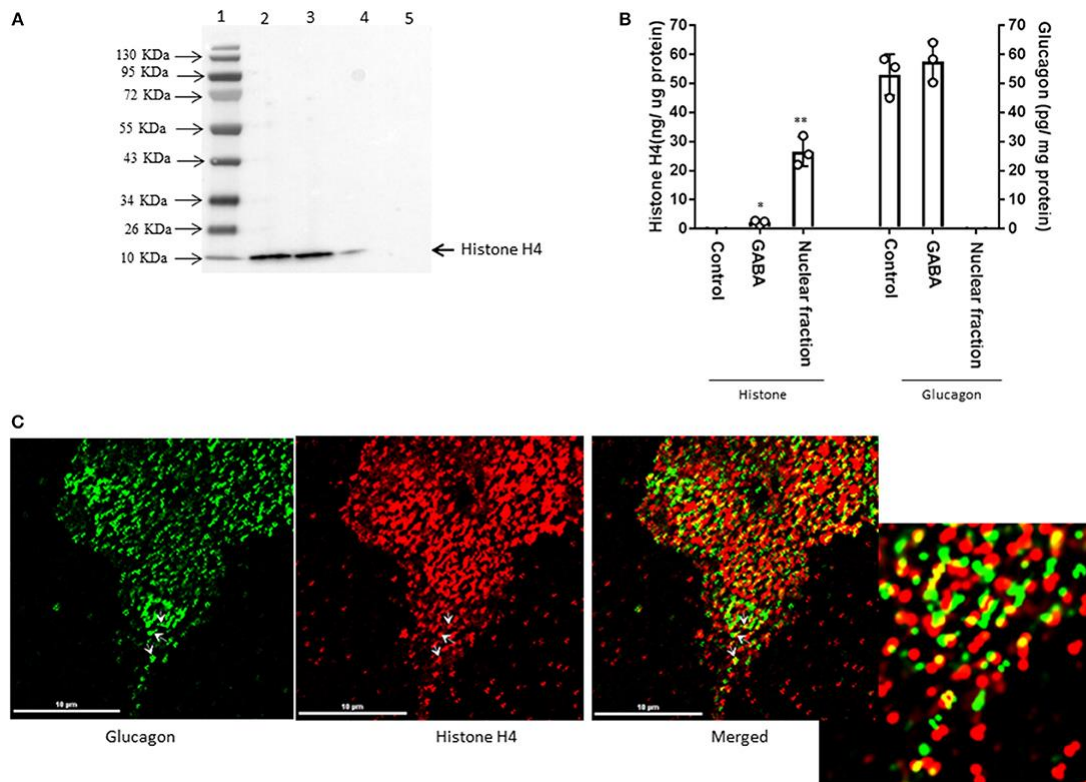 A
1 2 3 4 5
130 KDa
95 KDa
72 KDa
55 KDa
43 KDa
34 KDa
26 KDa
10 KDa
Histone H4
B
Histone H4(ng/ ug protein)
70
60
50
40
30
20
10
0
*
**
Glucagon (pg/ mg protein)
70
60
50
40
30
20
10
0
Control
GABA
Nuclear fraction
Control
GABA
Nuclear fraction
Histone
Glucagon
C
10 μm
10 μm
10 μm
Glucagon
Histone H4
Merged